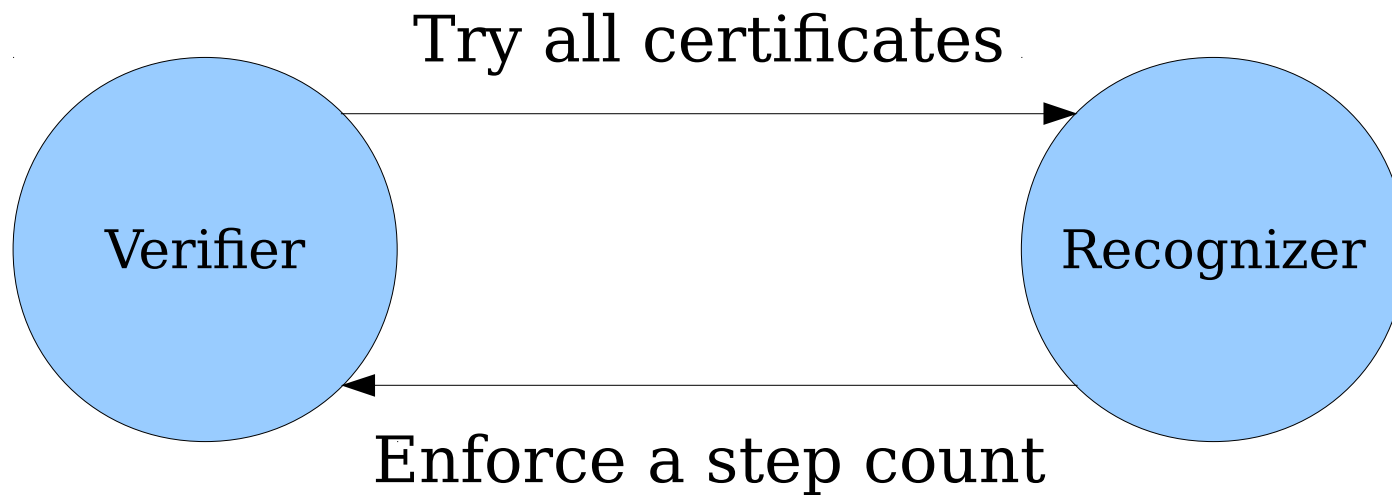 Try all certificates
Verifier
Recognizer
Enforce a step count